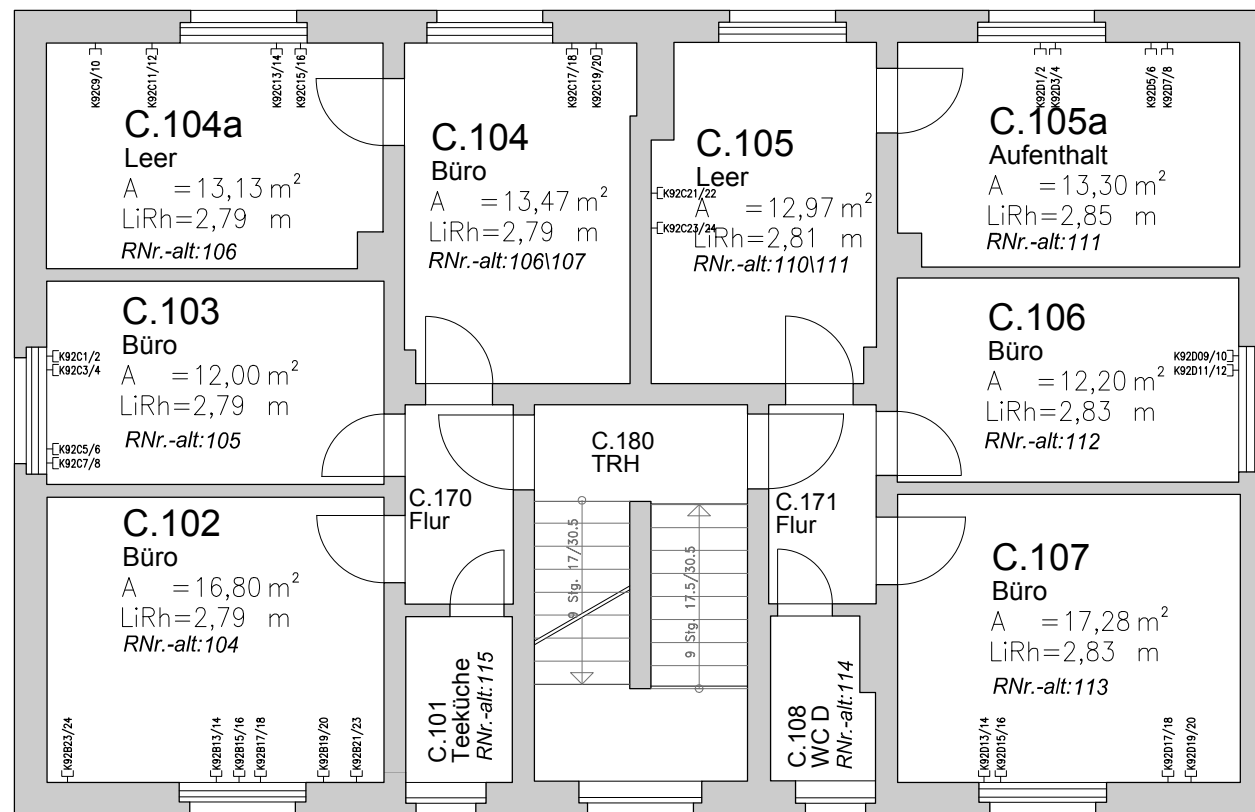 K92C9/10
K92C11/12
K92C13/14
K92C15/16
C.104a
Leer
A = 13,13 m²
LiRh=2,79 m
RNr.-alt:106
K92C17/18
K92C19/20
C.104
Büro
A = 13,47 m²
LiRh=2,79 m
RNr.-alt:106\107
C.105
Leer
K92C21/22
A = 12,97 m²
K92C23/24
LiRh=2,81 m
RNr.-alt:110\111
K92D1/2
K92D3/4
K92D5/6
K92D7/8
C.105a
Aufenthalt
A = 13,30 m²
LiRh=2,85 m
RNr.-alt:111
C.103
Büro
K92C1/2
K92C3/4
A = 12,00 m²
LiRh=2,79 m
RNr.-alt:105
K92C5/6
K92C7/8
C.106
Büro
K92D09/10
K92D11/12
A = 12,20 m²
LiRh=2,83 m
RNr.-alt:112
C.180
TRH
C.170
Flur
C.171
Flur
9 Stg. 17/30.5
9 Stg. 17.5/30.5
C.102
Büro
A = 16,80 m²
LiRh=2,79 m
RNr.-alt:104
K92B23/24
K92B13/14
K92B15/16
K92B17/18
K92B19/20
K92B21/23
C.101
Teeküche
RNr.-alt:115
C.108
WC D
RNr.-alt:114
C.107
Büro
A = 17,28 m²
LiRh=2,83 m
RNr.-alt:113
K92D13/14
K92D15/16
K92D17/18
K92D19/20